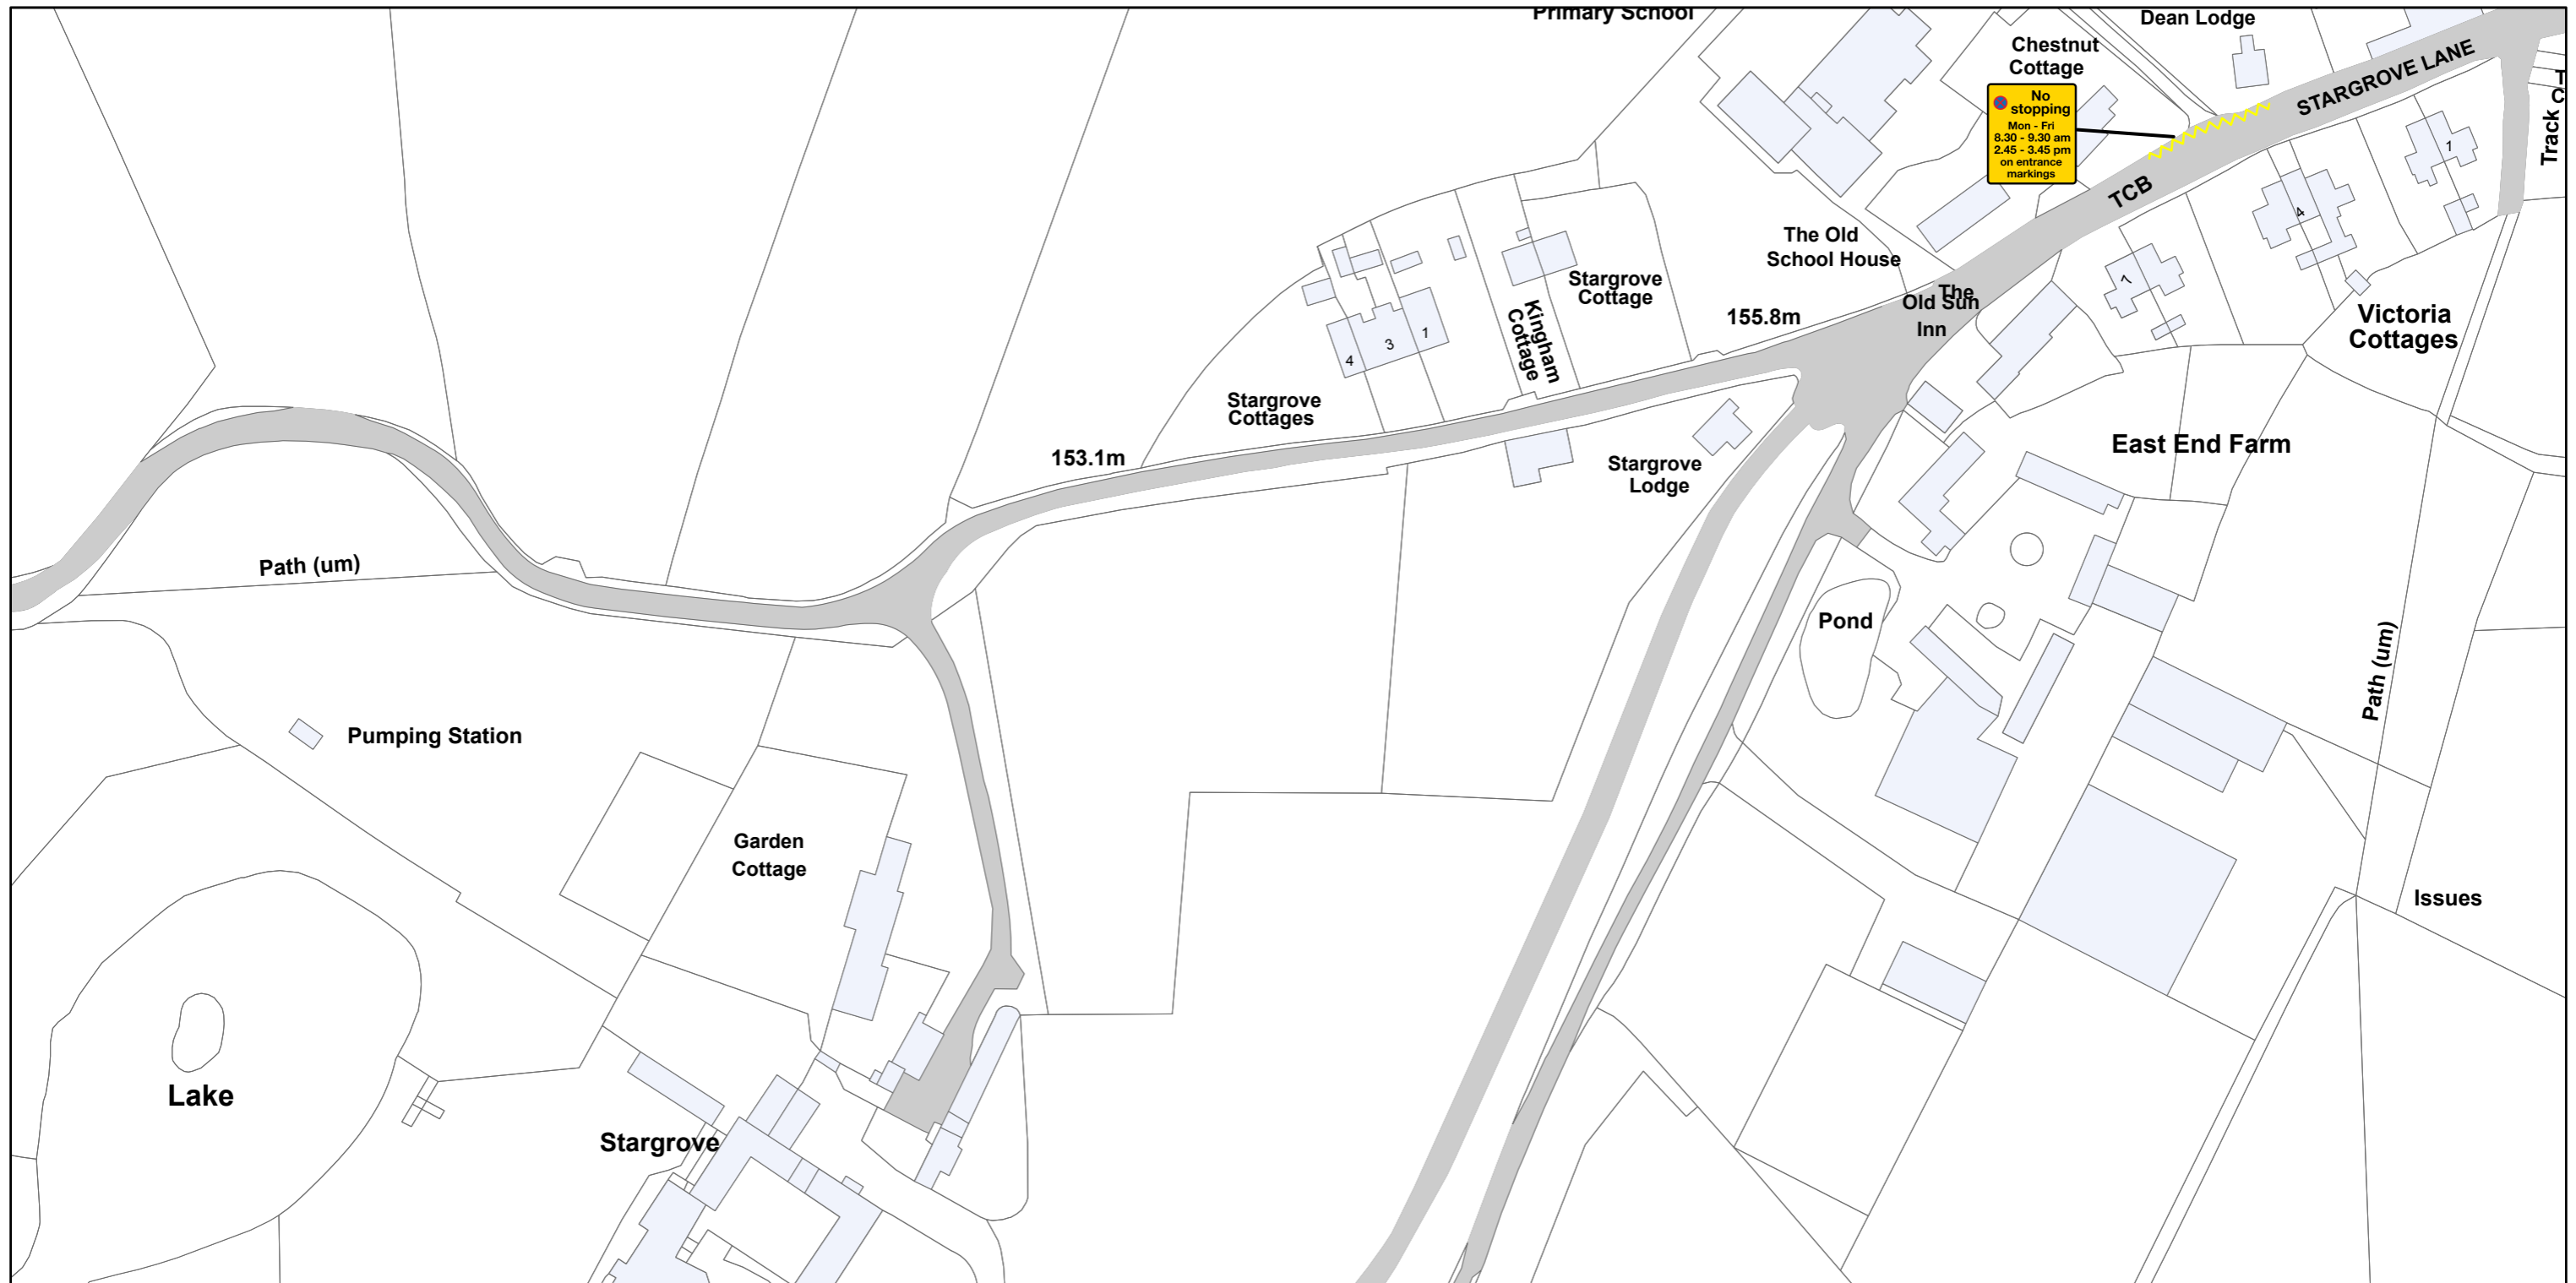 Primary School
Dean Lodge
Chestnut
Cottage
STARGROVE LANE
No
stopping
Mon - Fri
8.30 - 9.30 am
2.45 - 3.45 pm
on entrance
markings
Track
T
C
TCB
1
4
7
The Old
School House
Stargrove
Cottage
Kingham
Cottage
155.8m
The
Old Sun
Inn
Victoria
Cottages
4
3
1
Stargrove
Cottages
153.1m
Stargrove
Lodge
East End Farm
Path (um)
Pond
Path (um)
Pumping Station
Garden
Cottage
Issues
Lake
Stargrove